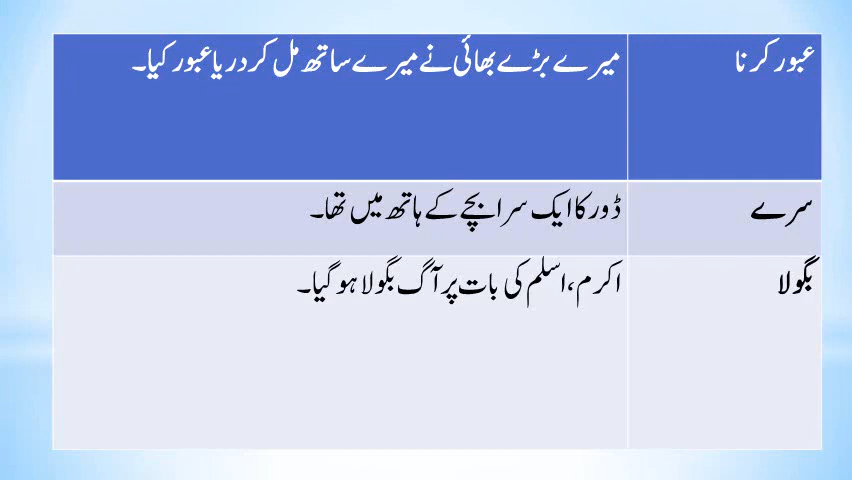 عبور کرنا میرے بڑے بھائی نے میرے ساتھ مل کر دریا عبور کیا۔
سرے ڈور کا ایک سرا بچے کے ہاتھ میں تھا۔
بگولا اکرم، اسلم کی بات پر آگ بگولا ہو گیا۔